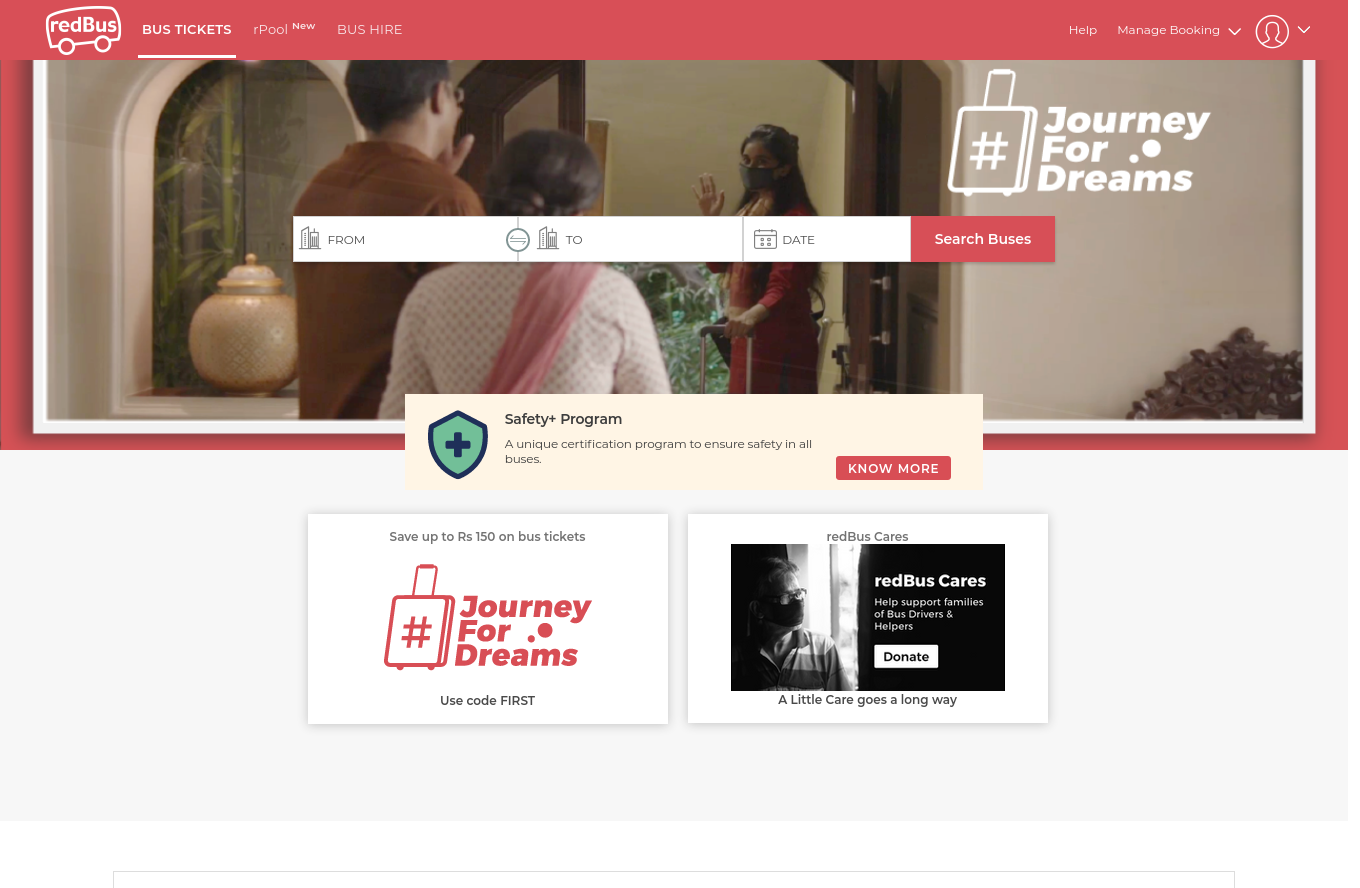 redBus
BUS TICKETS
rPool New
BUS HIRE
Help
Manage Booking
# Journey
For
Dreams
FROM
TO
DATE
Search Buses
Safety+ Program
A unique certification program to ensure safety in all
buses.
KNOW MORE
Save up to Rs 150 on bus tickets
# Journey
For
Dreams
Use code FIRST
redBus Cares
redBus Cares
Help support families
of Bus Drivers &
Helpers
Donate
A Little Care goes a long way